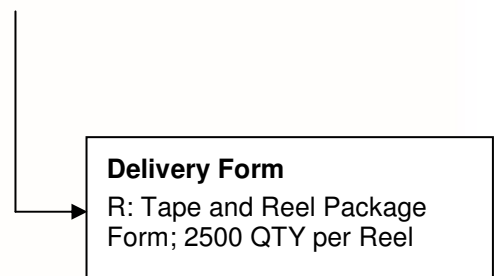 Delivery Form
R: Tape and Reel Package
Form; 2500 QTY per Reel